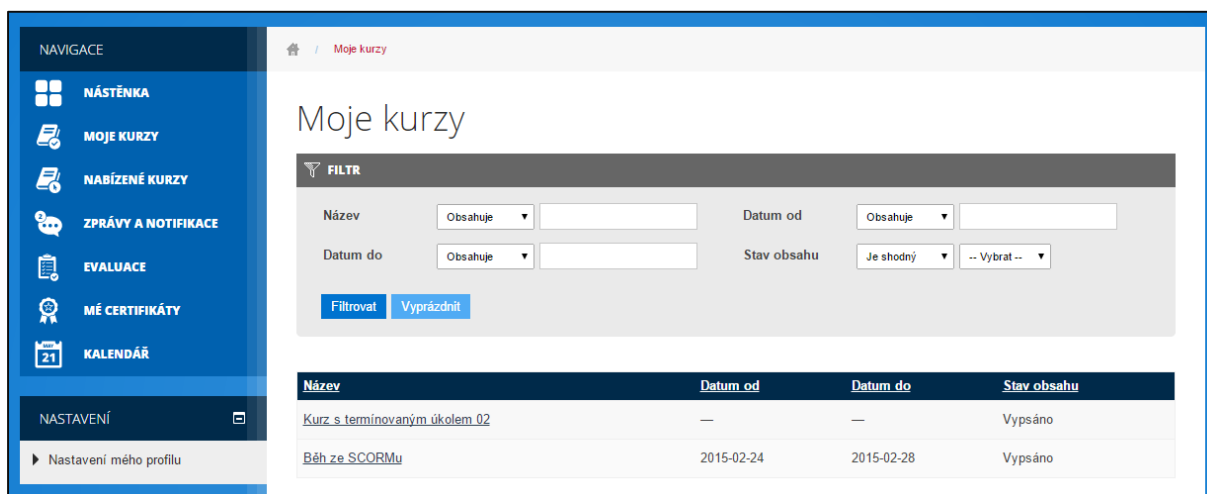 NAVIGACE
NÁSTĚNKA
MOJE KURZY
NABÍZENÉ KURZY
2
ZPRÁVY A NOTIFIKACE
EVALUACE
MÉ CERTIFIKÁTY
21
KALENDÁŘ
NASTAVENÍ
Nastavení mého profilu
/ Moje kurzy
Moje kurzy
FILTR
Název Obsahuje Datum od Obsahuje
Datum do Obsahuje Stav obsahu Je shodný -- Vybrat --
Filtrovat Vyprázdnit
Název Datum od Datum do Stav obsahu
Kurz s termínovaným úkolem 02 — — Vypsáno
Běh ze SCORMu 2015-02-24 2015-02-28 Vypsáno